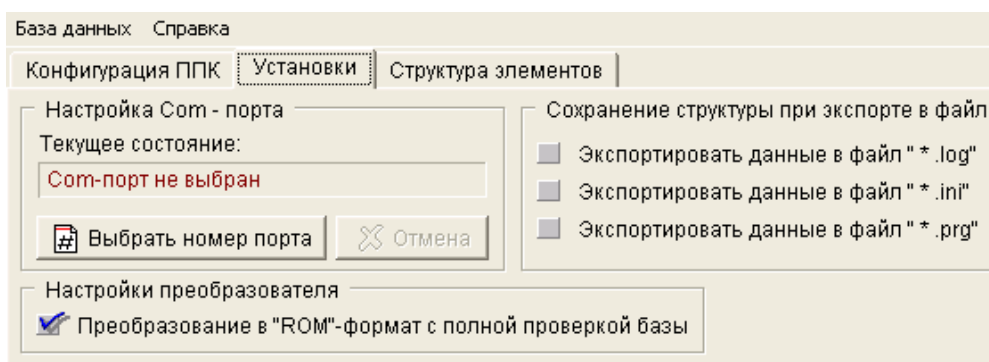 База данных Справка
Конфигурация ППК Установки Структура элементов
Настройка Com - порта
Текущее состояние:
Com-порт не выбран
Выбрать номер порта Отмена
Сохранение структуры при экспорте в файл
Экспортировать данные в файл " * .log"
Экспортировать данные в файл " * .ini"
Экспортировать данные в файл " * .prg"
Настройки преобразователя
Преобразование в "ROM"-формат с полной проверкой базы